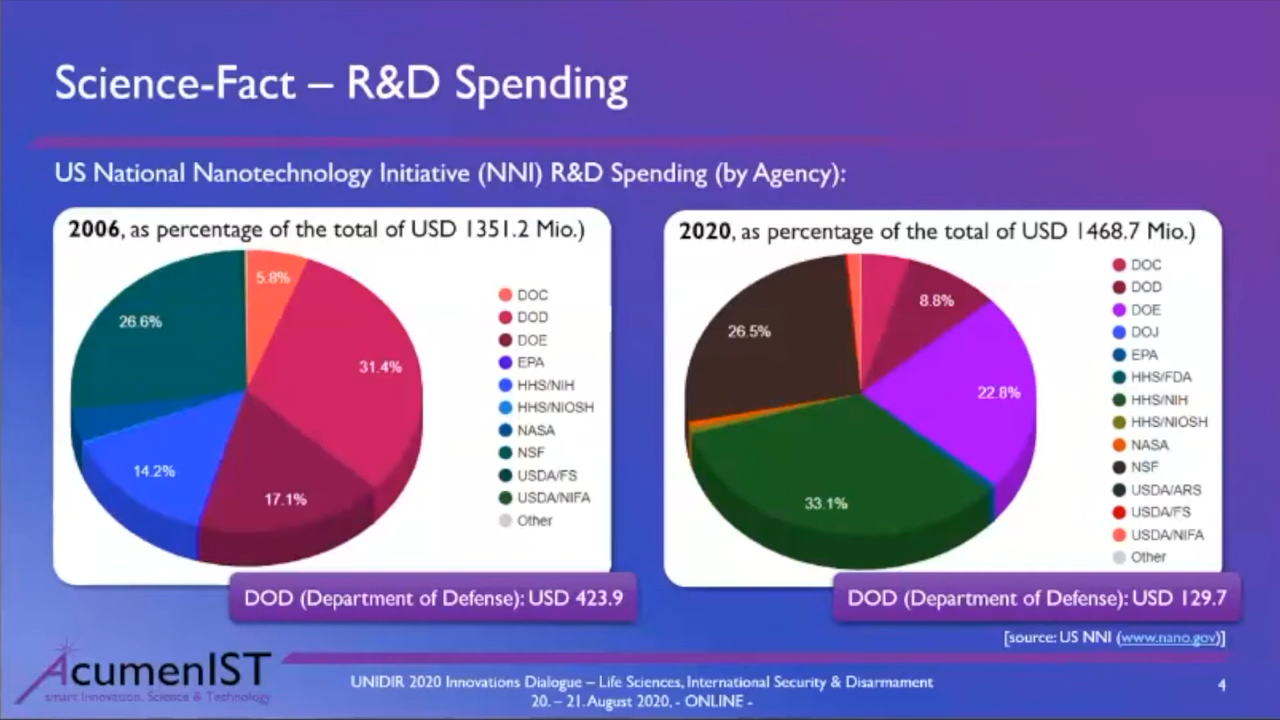 Science-Fact – R&D Spending
US National Nanotechnology Initiative (NNI) R&D Spending (by Agency):
2006, as percentage of the total of USD 1351.2 Mio.)
5.8%
31.4%
17.1%
14.2%
26.6%
DOC
DOD
DOE
EPA
HHS/NIH
HHS/NIOSH
NASA
NSF
USDA/FS
USDA/NIFA
Other
DOD (Department of Defense): USD 423.9
2020, as percentage of the total of USD 1468.7 Mio.)
8.8%
22.8%
33.1%
26.5%
DOC
DOD
DOE
DOJ
EPA
HHS/FDA
HHS/NIH
HHS/NIOSH
NASA
NSF
USDA/ARS
USDA/FS
USDA/NIFA
Other
DOD (Department of Defense): USD 129.7
[source: US NNI (www.nano.gov)]
AcumenIST
smart Innovation, Science & Technology
UNIDIR 2020 Innovations Dialogue – Life Sciences, International Security & Disarmament
20. – 21. August 2020, - ONLINE -
4